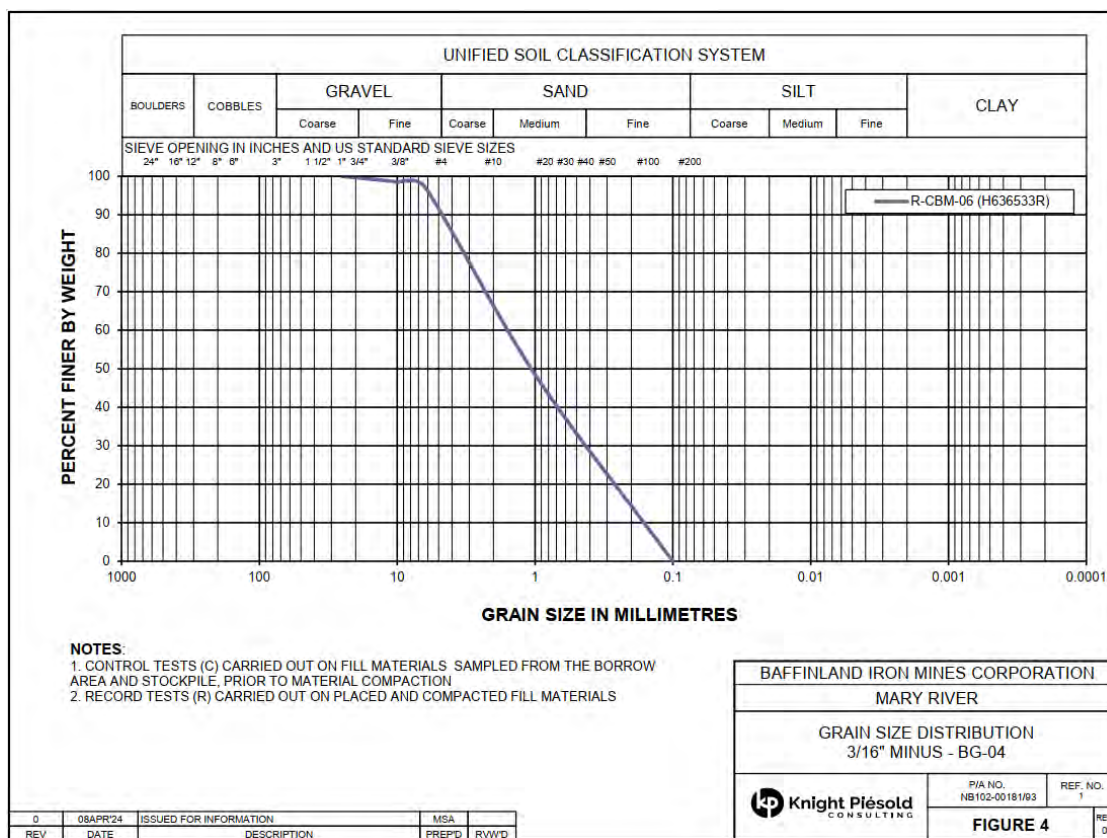 UNIFIED SOIL CLASSIFICATION SYSTEM
BOULDERS COBBLES GRAVEL SAND SILT CLAY
Coarse Fine Coarse Medium Fine Coarse Medium Fine
SIEVE OPENING IN INCHES AND US STANDARD SIEVE SIZES
24" 16" 12" 8" 6" 3" 1 1/2" 1" 3/4" 3/8" #4 #10 #20 #30 #40 #50 #100 #200
R-CBM-06 (H636533R)
PERCENT FINER BY WEIGHT
100
90
80
70
60
50
40
30
20
10
0
1000 100 10 1 0.1 0.01 0.001 0.0001
GRAIN SIZE IN MILLIMETRES
NOTES:
1. CONTROL TESTS (C) CARRIED OUT ON FILL MATERIALS SAMPLED FROM THE BORROW
AREA AND STOCKPILE, PRIOR TO MATERIAL COMPACTION
2. RECORD TESTS (R) CARRIED OUT ON PLACED AND COMPACTED FILL MATERIALS
BAFFINLAND IRON MINES CORPORATION
MARY RIVER
GRAIN SIZE DISTRIBUTION
3/16" MINUS - BG-04
Knight Piésold
CONSULTING
P/A NO.
NB102-00181/93
REF. NO.
1
FIGURE 4
RE
0
0 08APR'24 ISSUED FOR INFORMATION MSA
REV DATE DESCRIPTION PREP'D RVW'D